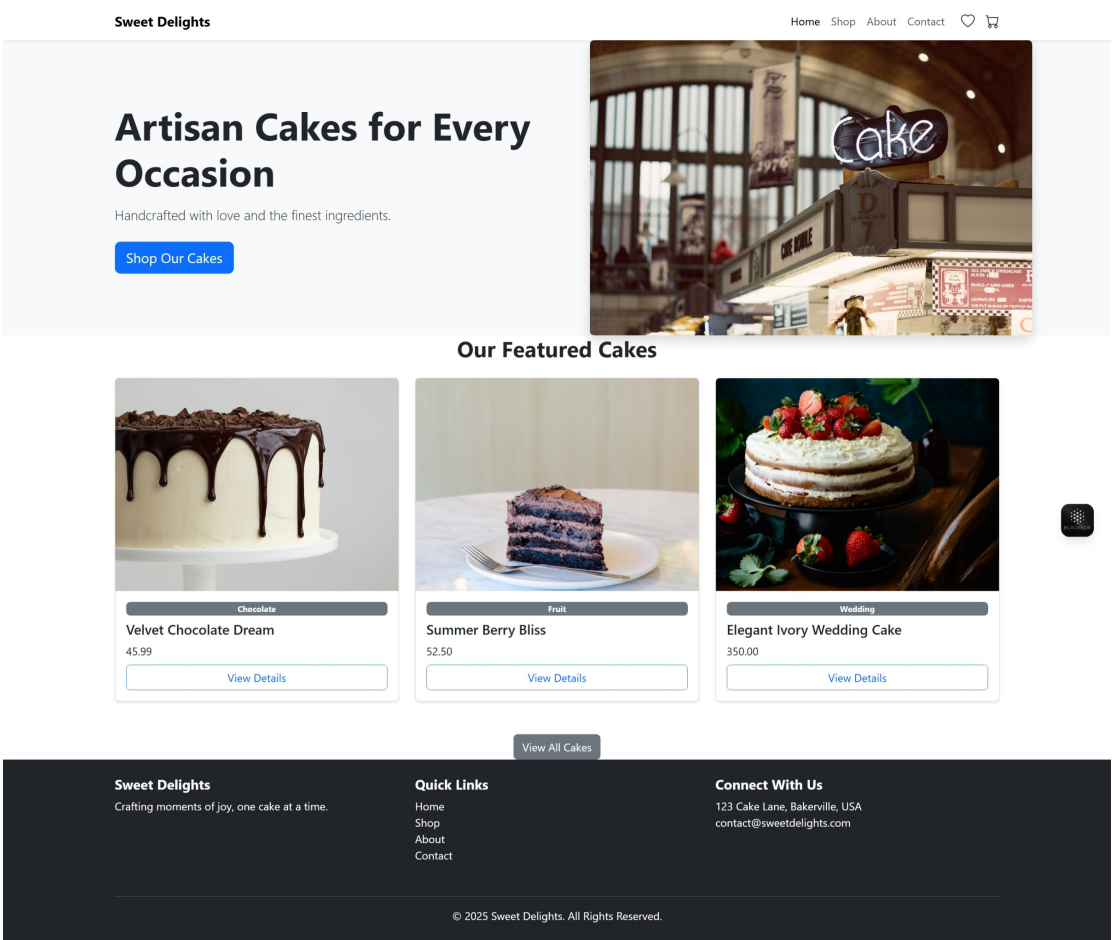 Sweet Delights
Home Shop About Contact
Artisan Cakes for Every
Occasion
Handcrafted with love and the finest ingredients.
Shop Our Cakes
1976
Cake
D
7
Our Featured Cakes
Chocolate
Velvet Chocolate Dream
45.99
View Details
Fruit
Summer Berry Bliss
52.50
View Details
Wedding
Elegant Ivory Wedding Cake
350.00
View Details
BLACKBOX
View All Cakes
Sweet Delights
Crafting moments of joy, one cake at a time.
Quick Links
Home
Shop
About
Contact
Connect With Us
123 Cake Lane, Bakerville, USA
contact@sweetdelights.com
© 2025 Sweet Delights. All Rights Reserved.